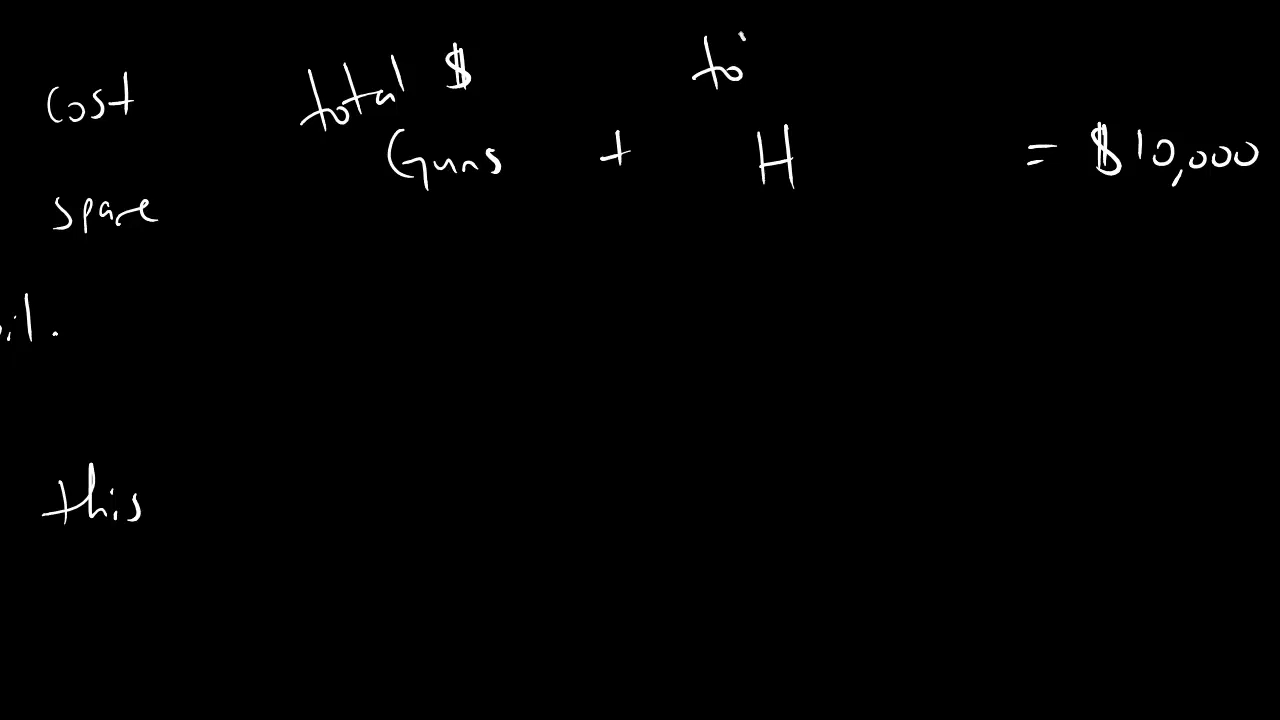 cost
spare
this
total $ to
Guns + H = $10,000